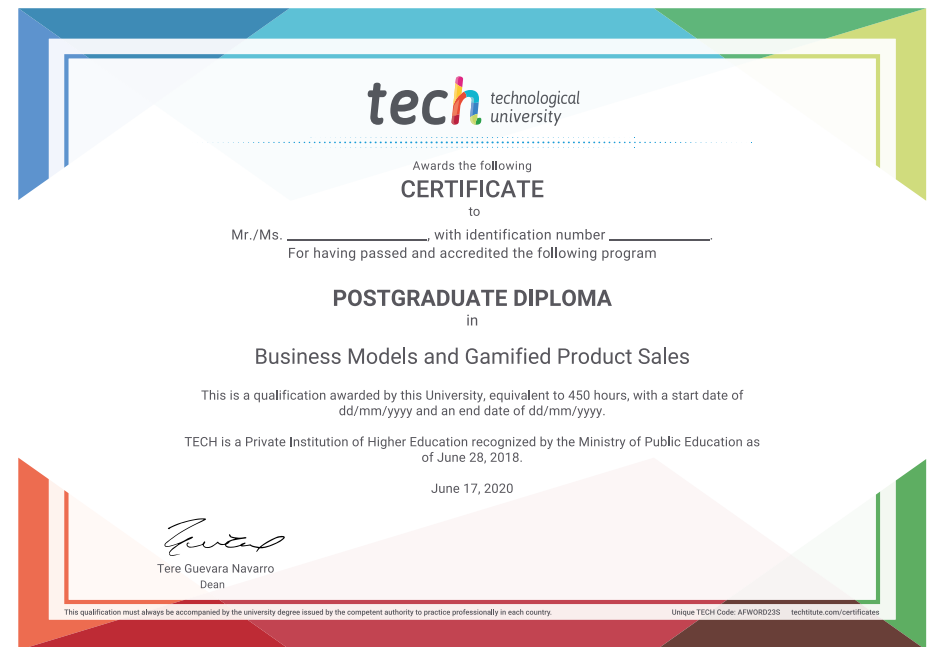 tech technological
university
Awards the following
CERTIFICATE
to
Mr./Ms. ____________________, with identification number ______________.
For having passed and accredited the following program
POSTGRADUATE DIPLOMA
in
Business Models and Gamified Product Sales
This is a qualification awarded by this University, equivalent to 450 hours, with a start date of
dd/mm/yyyy and an end date of dd/mm/yyyy.
TECH is a Private Institution of Higher Education recognized by the Ministry of Public Education as
of June 28, 2018.
June 17, 2020
Tere Guevara Navarro
Dean
This qualification must always be accompanied by the university degree issued by the competent authority to practice professionally in each country.
Unique TECH Code: AFWORD23S techtitute.com/certificates